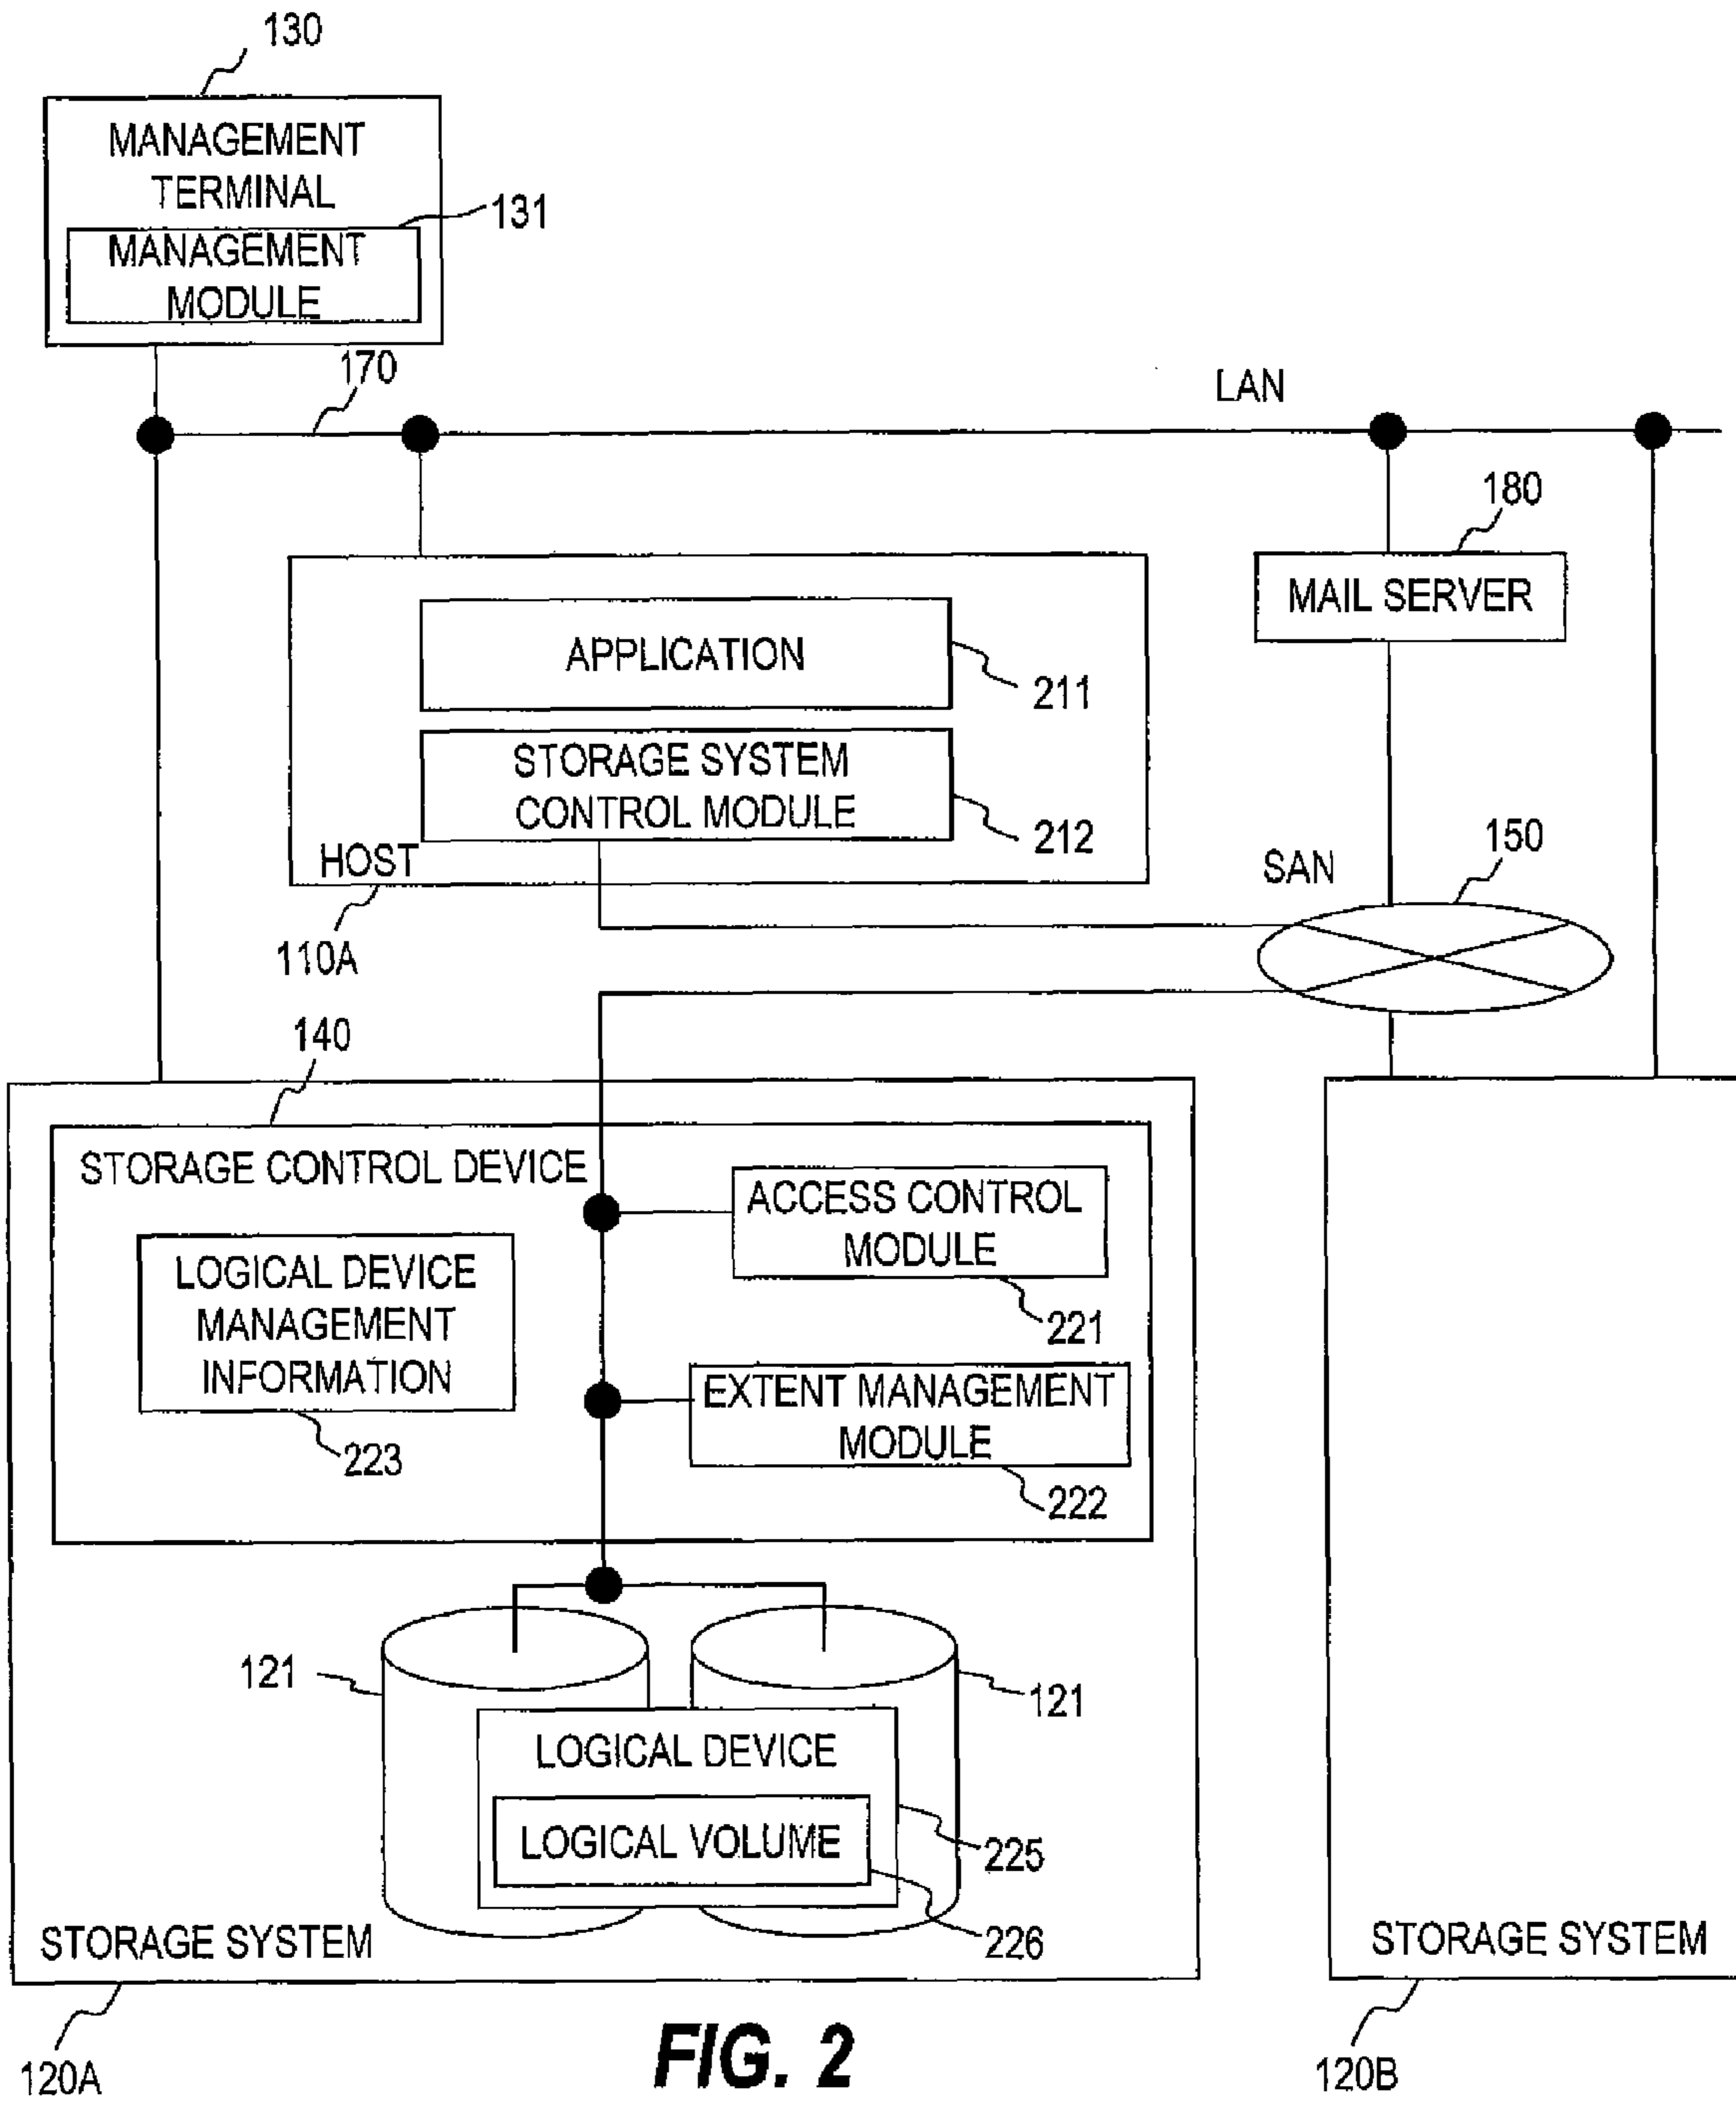 130
MANAGEMENT
TERMINAL
131
MANAGEMENT
MODULE
170
LAN
180
MAIL SERVER
APPLICATION
211
STORAGE SYSTEM
CONTROL MODULE
212
HOST
110A
SAN
150
140
STORAGE CONTROL DEVICE
ACCESS CONTROL
MODULE
221
LOGICAL DEVICE
MANAGEMENT
INFORMATION
223
EXTENT MANAGEMENT
MODULE
222
121
121
LOGICAL DEVICE
LOGICAL VOLUME
225
226
STORAGE SYSTEM
STORAGE SYSTEM
120A
FIG. 2
120B